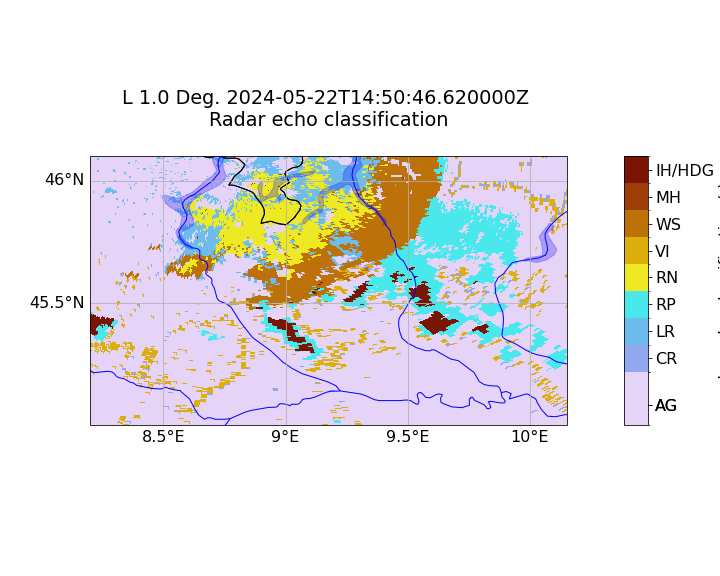 L 1.0 Deg. 2024-05-22T14:50:46.620000Z
Radar echo classification
46°N
45.5°N
8.5°E
9°E
9.5°E
10°E
IH/HDG
MH
WS
VI
RN
RP
LR
CR
AG